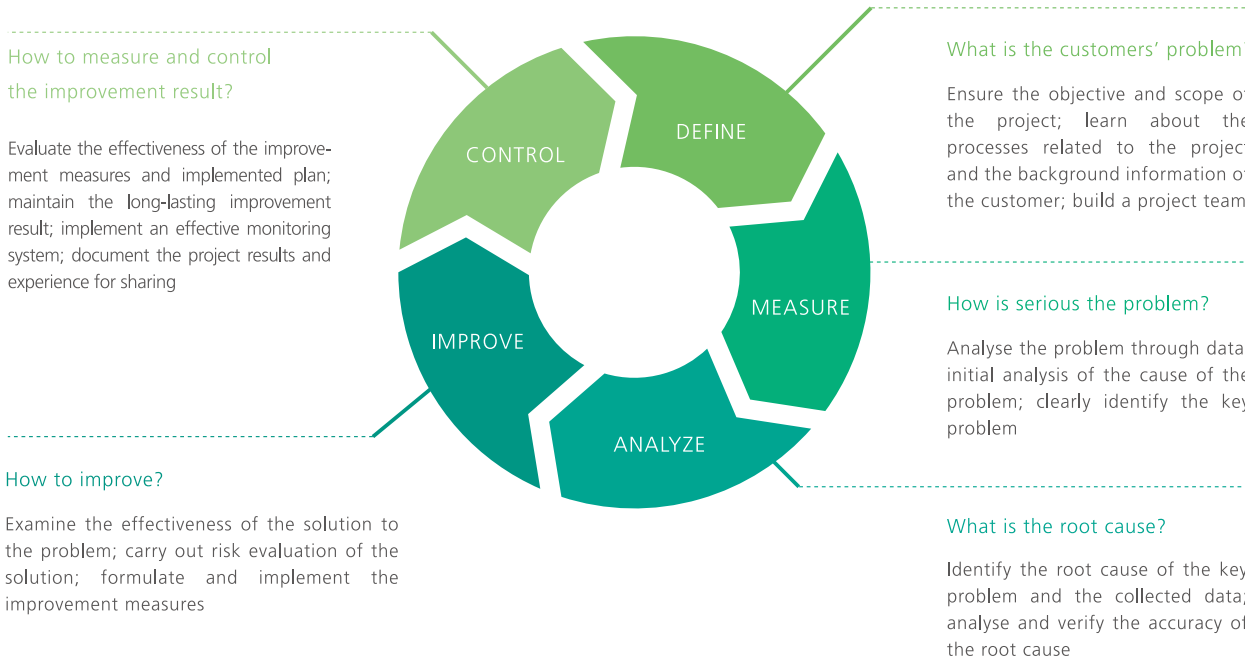 How to measure and control
the improvement result?
Evaluate the effectiveness of the improve-
ment measures and implemented plan;
maintain the long-lasting improvement
result; implement an effective monitoring
system; document the project results and
experience for sharing
CONTROL
DEFINE
MEASURE
ANALYZE
IMPROVE
What is the customers’ problem
Ensure the objective and scope of
the project; learn about the
processes related to the project
and the background information of
the customer; build a project team
How is serious the problem?
Analyse the problem through data
initial analysis of the cause of the
problem; clearly identify the key
problem
What is the root cause?
Identify the root cause of the key
problem and the collected data;
analyse and verify the accuracy of
the root cause
How to improve?
Examine the effectiveness of the solution to
the problem; carry out risk evaluation of the
solution; formulate and implement the
improvement measures